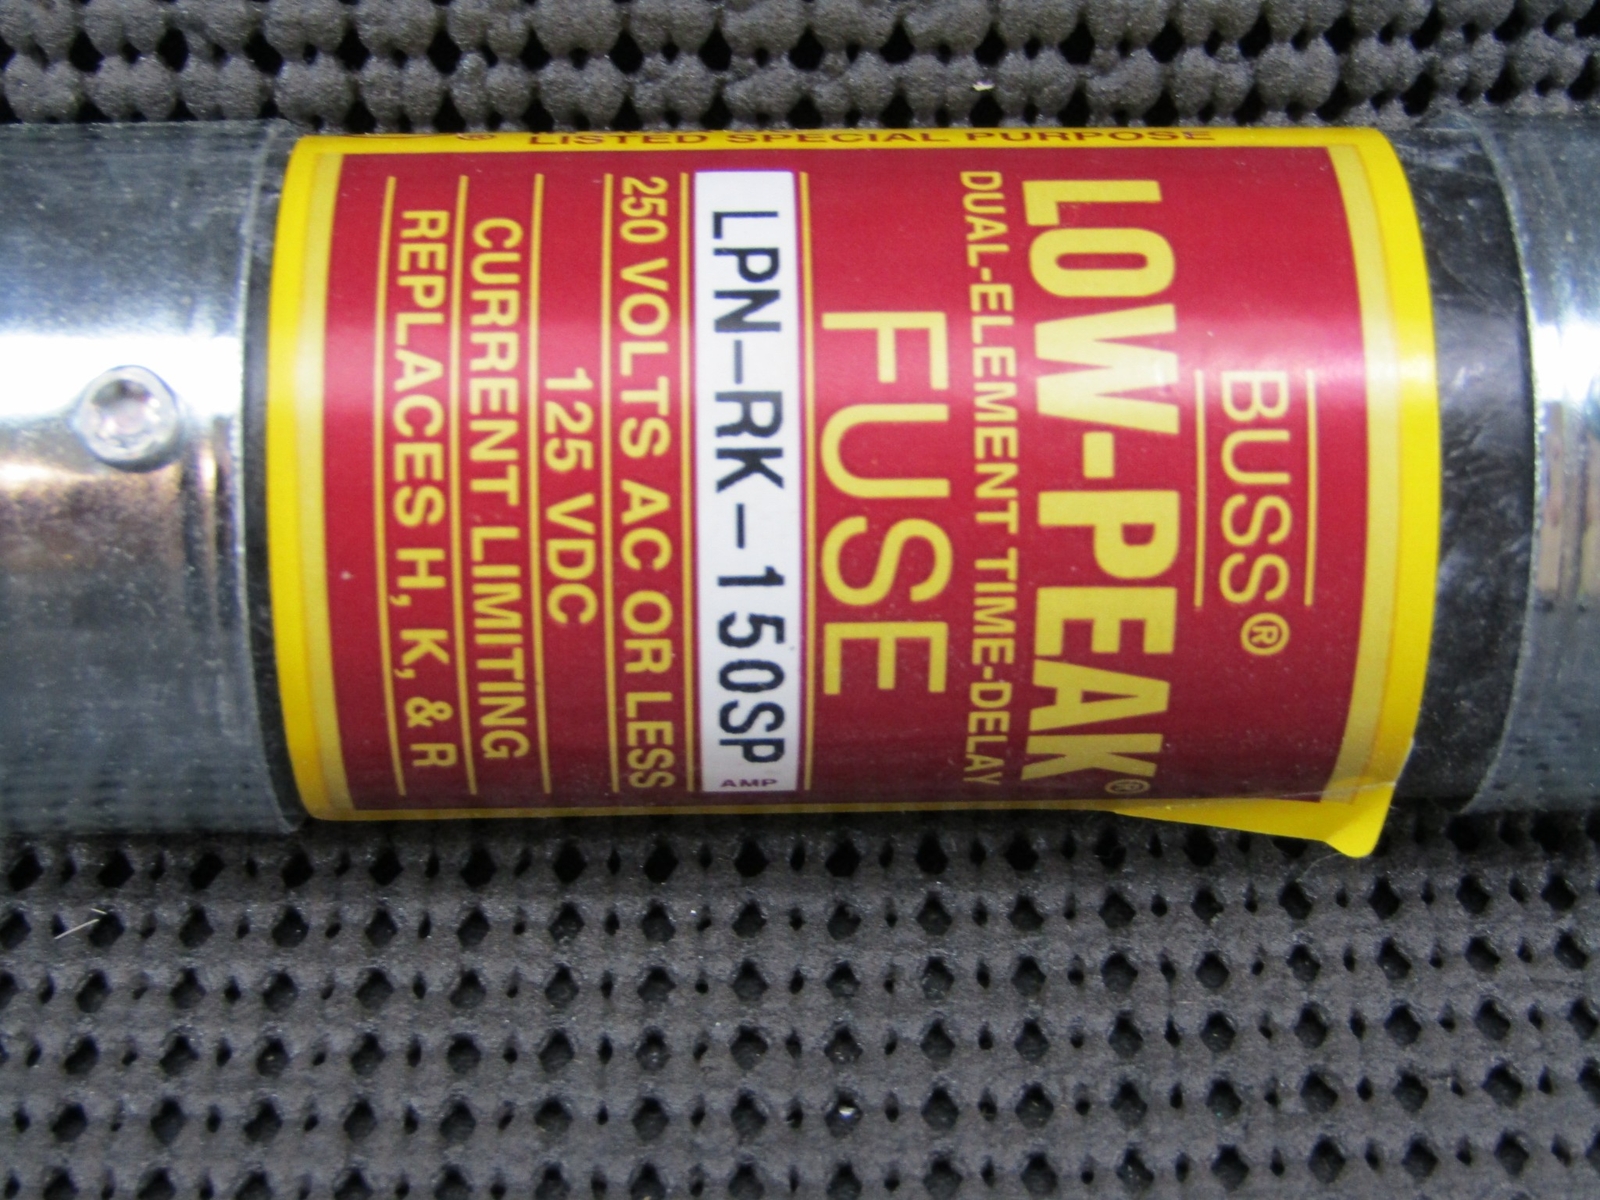 BUSS®
LOW-PEAK®
DUAL-ELEMENT TIME-DELAY
FUSE
LPN-RK-150SP
AMP
250 VOLTS AC OR LESS
125 VDC
CURRENT LIMITING
REPLACES H, K, & R
® LISTED SPECIAL PURPOSE